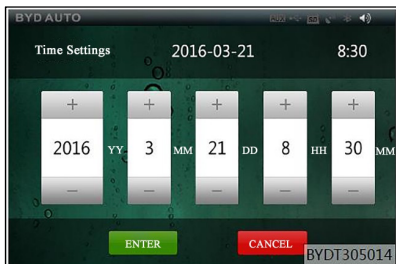 BYD AUTO
Time Settings 2016-03-21 8:30
+ + + + +
2016 YY 3 MM 21 DD 8 HH 30 MM
− − − − −
ENTER CANCEL
BYDT305014